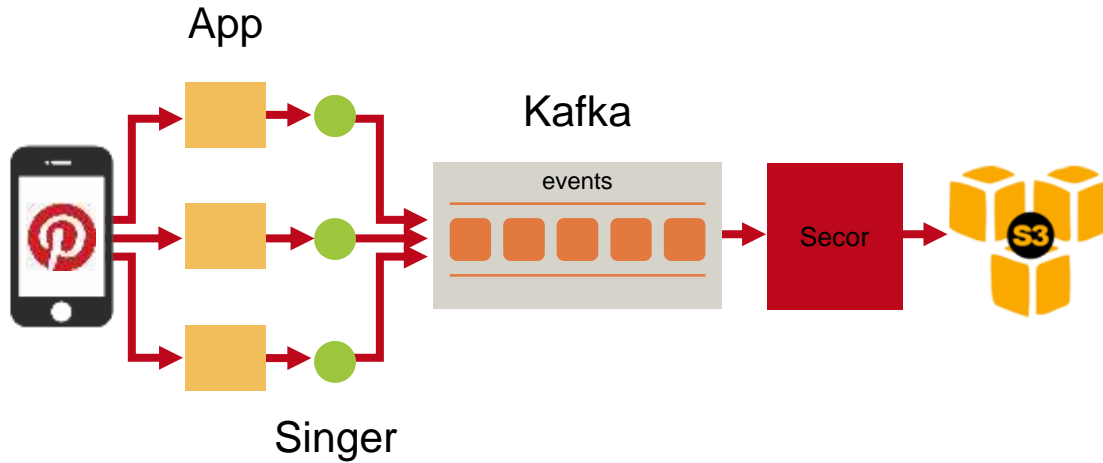 App
Kafka
events
Secor
S3
Singer